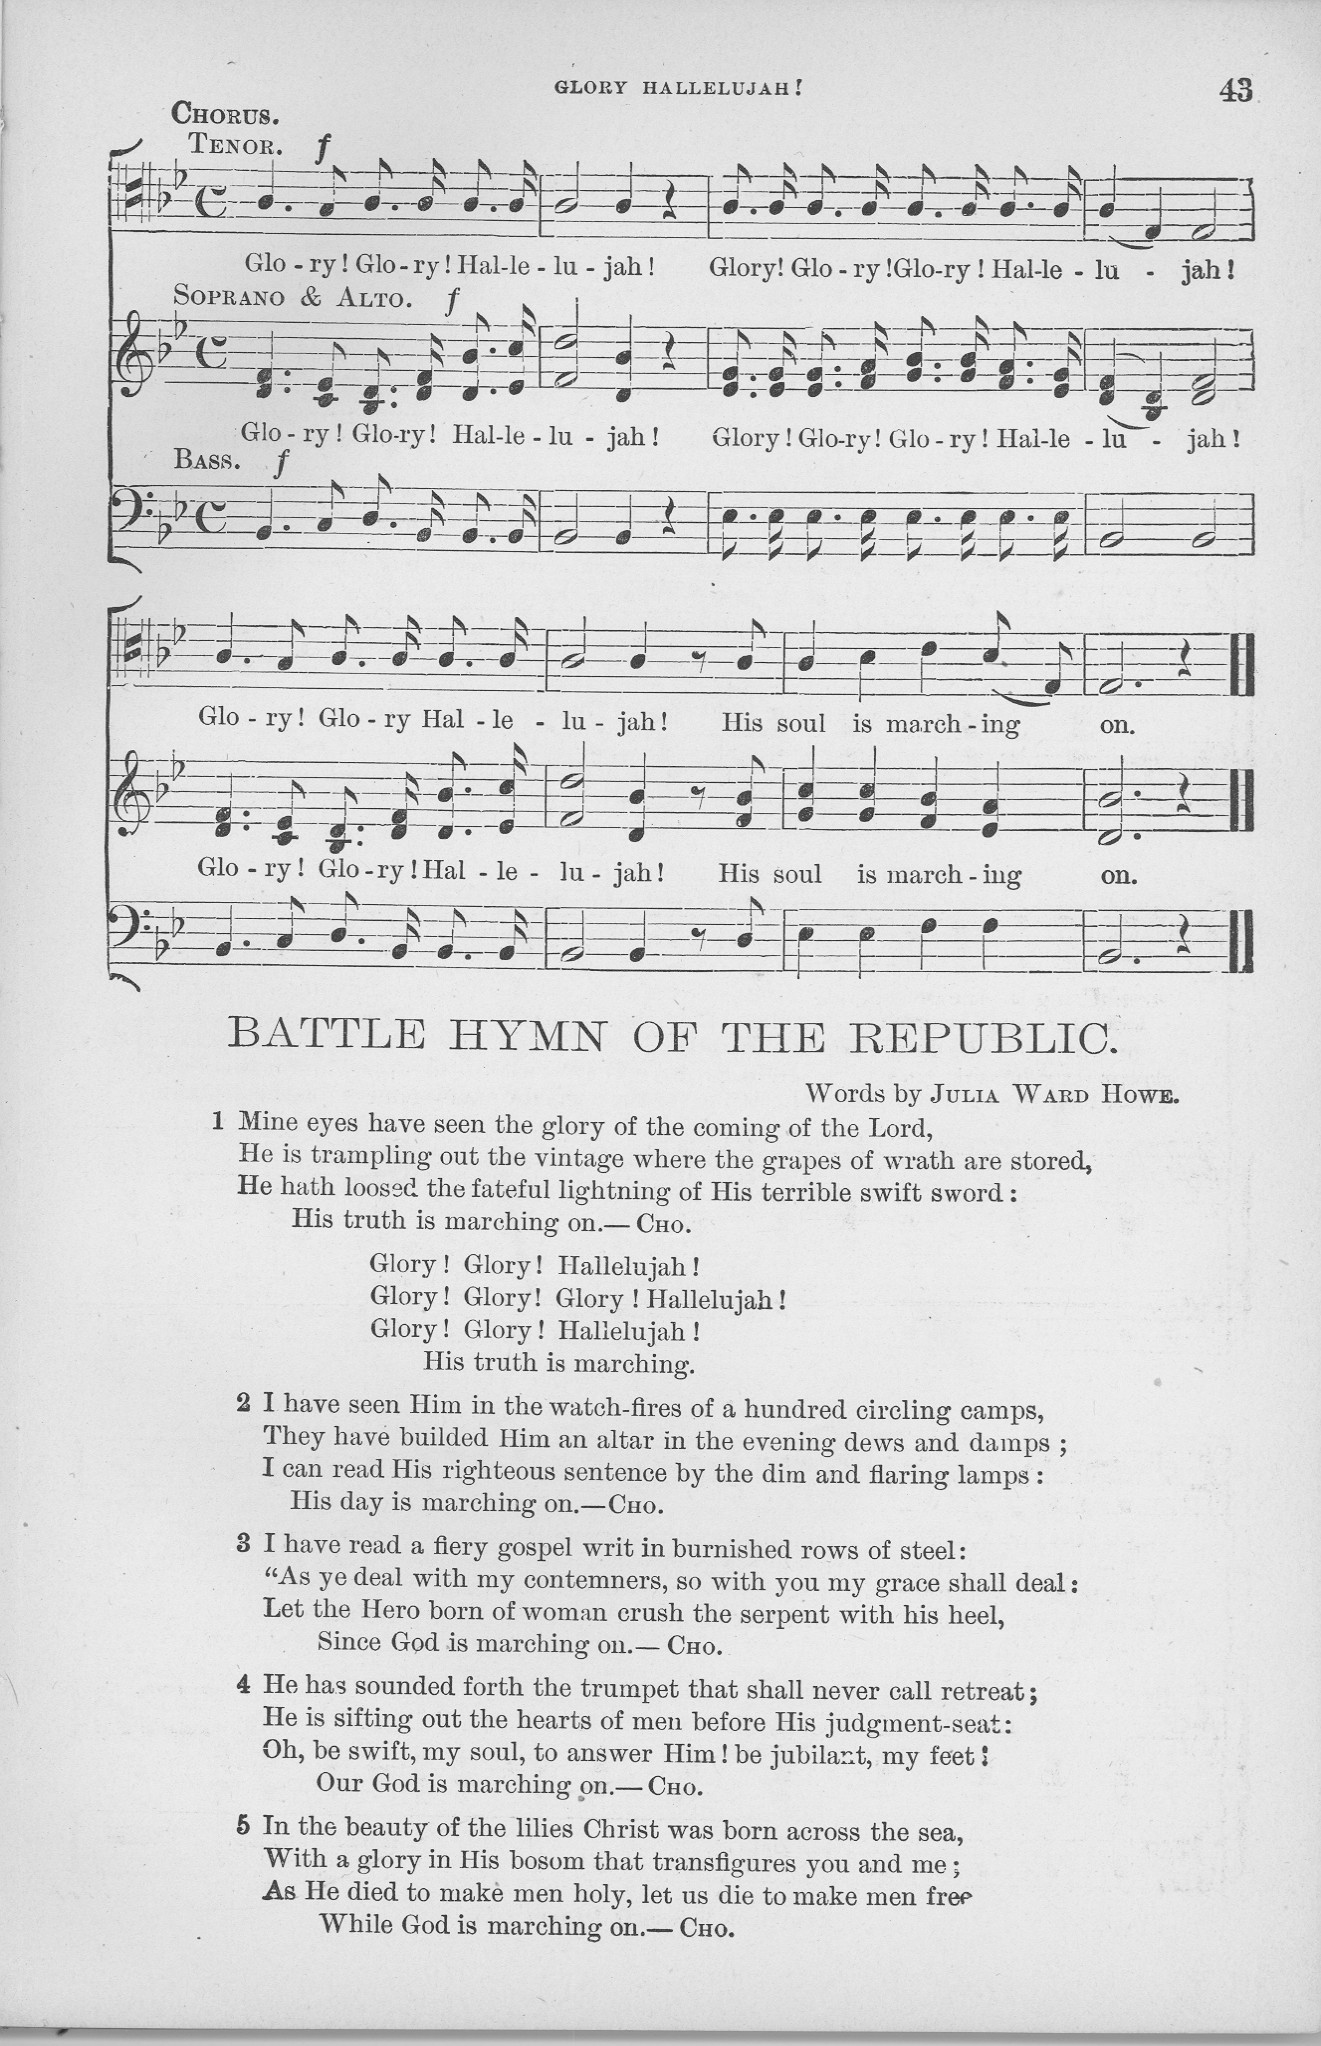 GLORY HALLELUJAH!
43
CHORUS.
TENOR. f
Glo - ry! Glo - ry! Hal-le - lu - jah! Glory! Glo - ry! Glo-ry! Hal-le - lu - jah!
SOPRANO & ALTO. f
Glo - ry! Glo-ry! Hal-le - lu - jah! Glory! Glo-ry! Glo - ry! Hal-le - lu - jah!
BASS. f
Glo - ry! Glo - ry Hal - le - lu - jah! His soul is march - ing on.
Glo - ry! Glo - ry! Hal - le - lu - jah! His soul is march - ing on.
BATTLE HYMN OF THE REPUBLIC.
Words by JULIA WARD HOWE.
1 Mine eyes have seen the glory of the coming of the Lord,
He is trampling out the vintage where the grapes of wrath are stored,
He hath loosed the fateful lightning of His terrible swift sword:
His truth is marching on.—CHO.
Glory! Glory! Hallelujah!
Glory! Glory! Glory! Hallelujah!
Glory! Glory! Hallelujah!
His truth is marching.
2 I have seen Him in the watch-fires of a hundred circling camps,
They have builded Him an altar in the evening dews and damps;
I can read His righteous sentence by the dim and flaring lamps:
His day is marching on.—CHO.
3 I have read a fiery gospel writ in burnished rows of steel:
"As ye deal with my contemners, so with you my grace shall deal:
Let the Hero born of woman crush the serpent with his heel,
Since God is marching on.—CHO.
4 He has sounded forth the trumpet that shall never call retreat;
He is sifting out the hearts of men before His judgment-seat:
Oh, be swift, my soul, to answer Him! be jubilant, my feet!
Our God is marching on.—CHO.
5 In the beauty of the lilies Christ was born across the sea,
With a glory in His bosom that transfigures you and me;
As He died to make men holy, let us die to make men free
While God is marching on.—CHO.